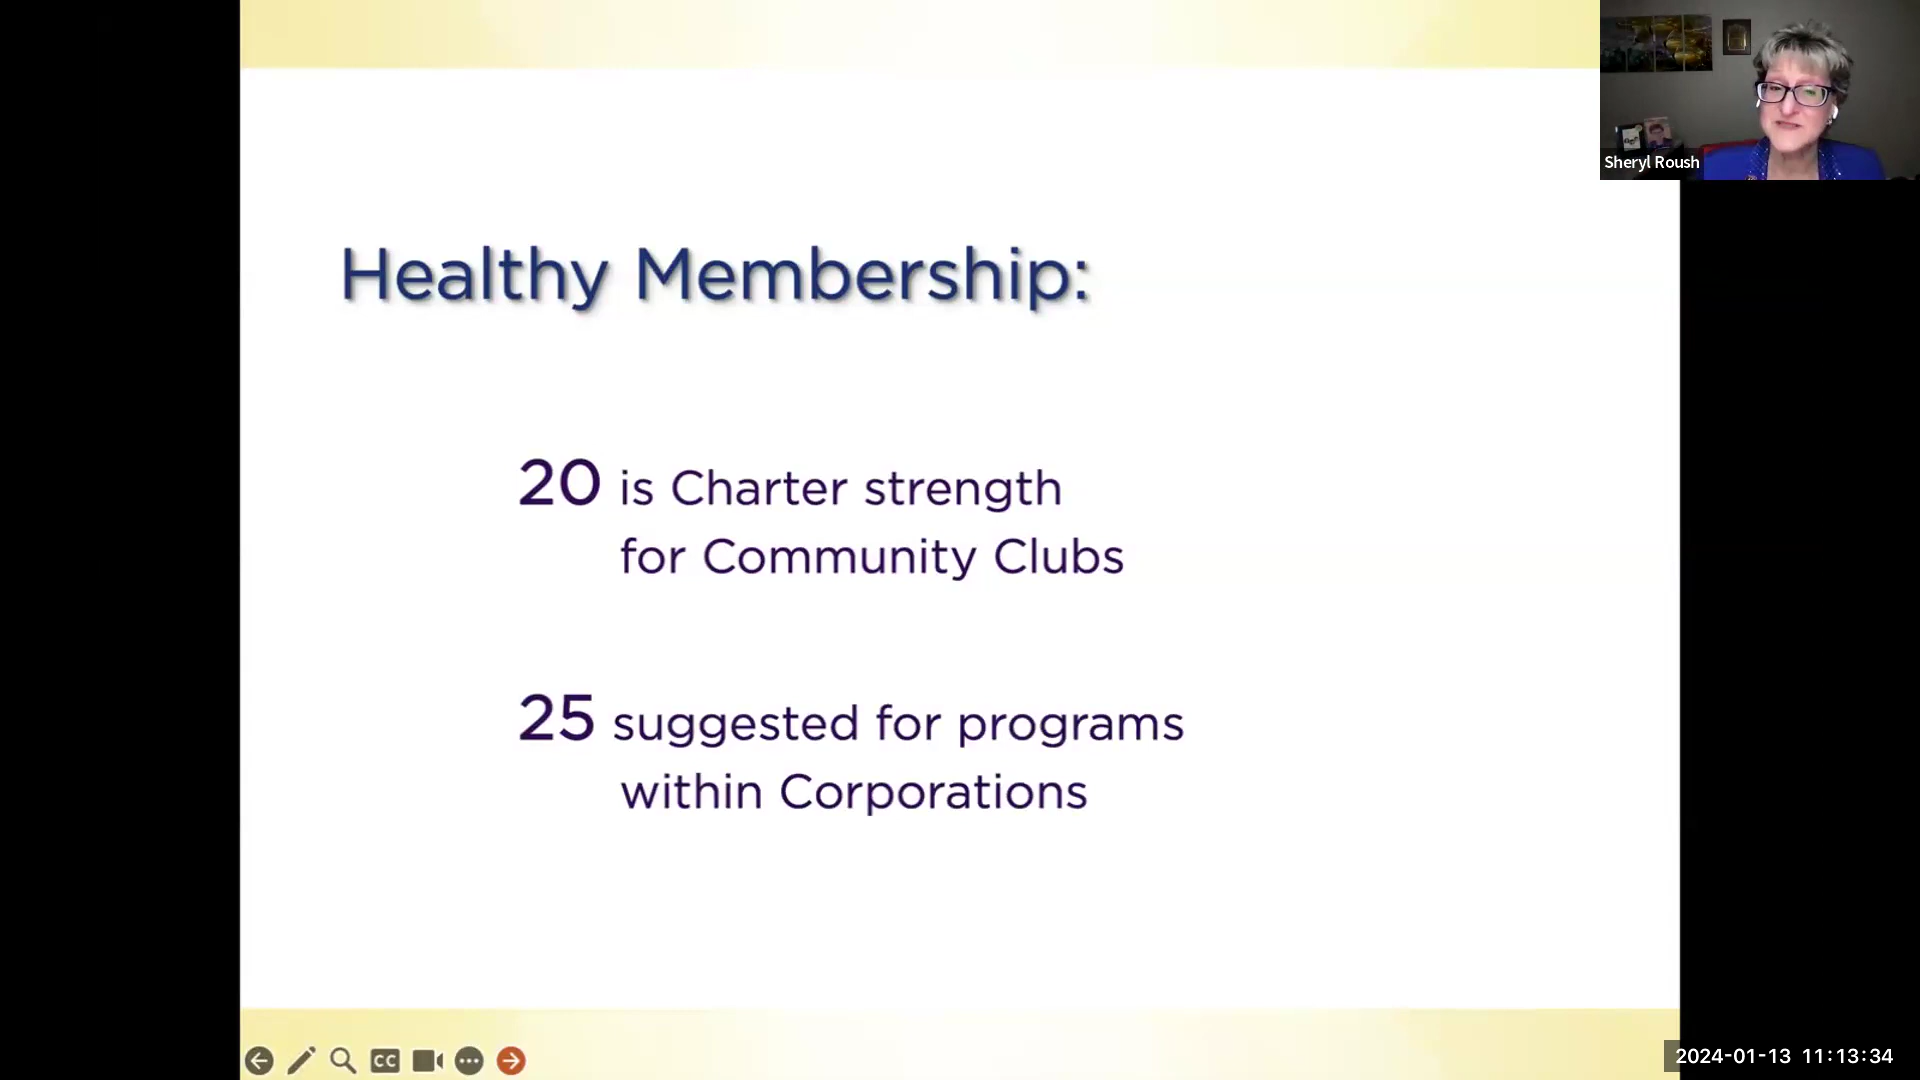 Sheryl Roush
Healthy Membership:
20 is Charter strength
for Community Clubs
25 suggested for programs
within Corporations
CC
2024-01-13 11:13:34